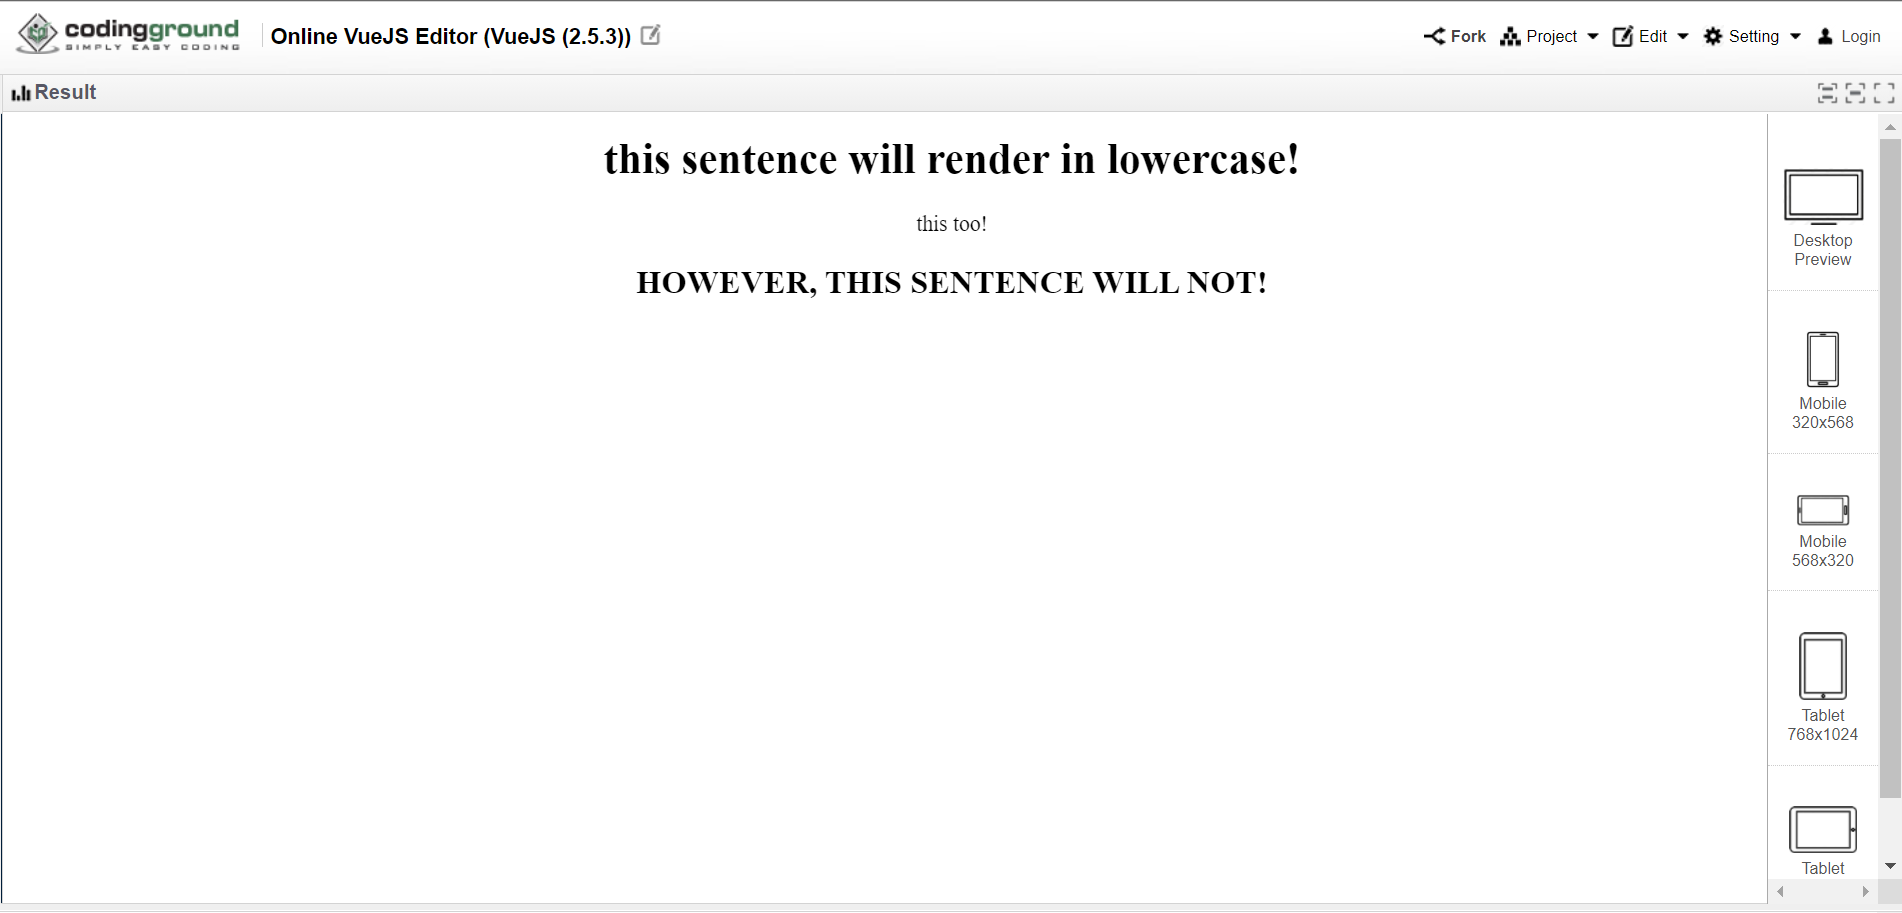 codingground
SIMPLY EASY CODING
Online VueJS Editor (VueJS (2.5.3))
Fork Project Edit Setting Login
Result
this sentence will render in lowercase!
this too!
HOWEVER, THIS SENTENCE WILL NOT!
Desktop
Preview
Mobile
320x568
Mobile
568x320
Tablet
768x1024
Tablet